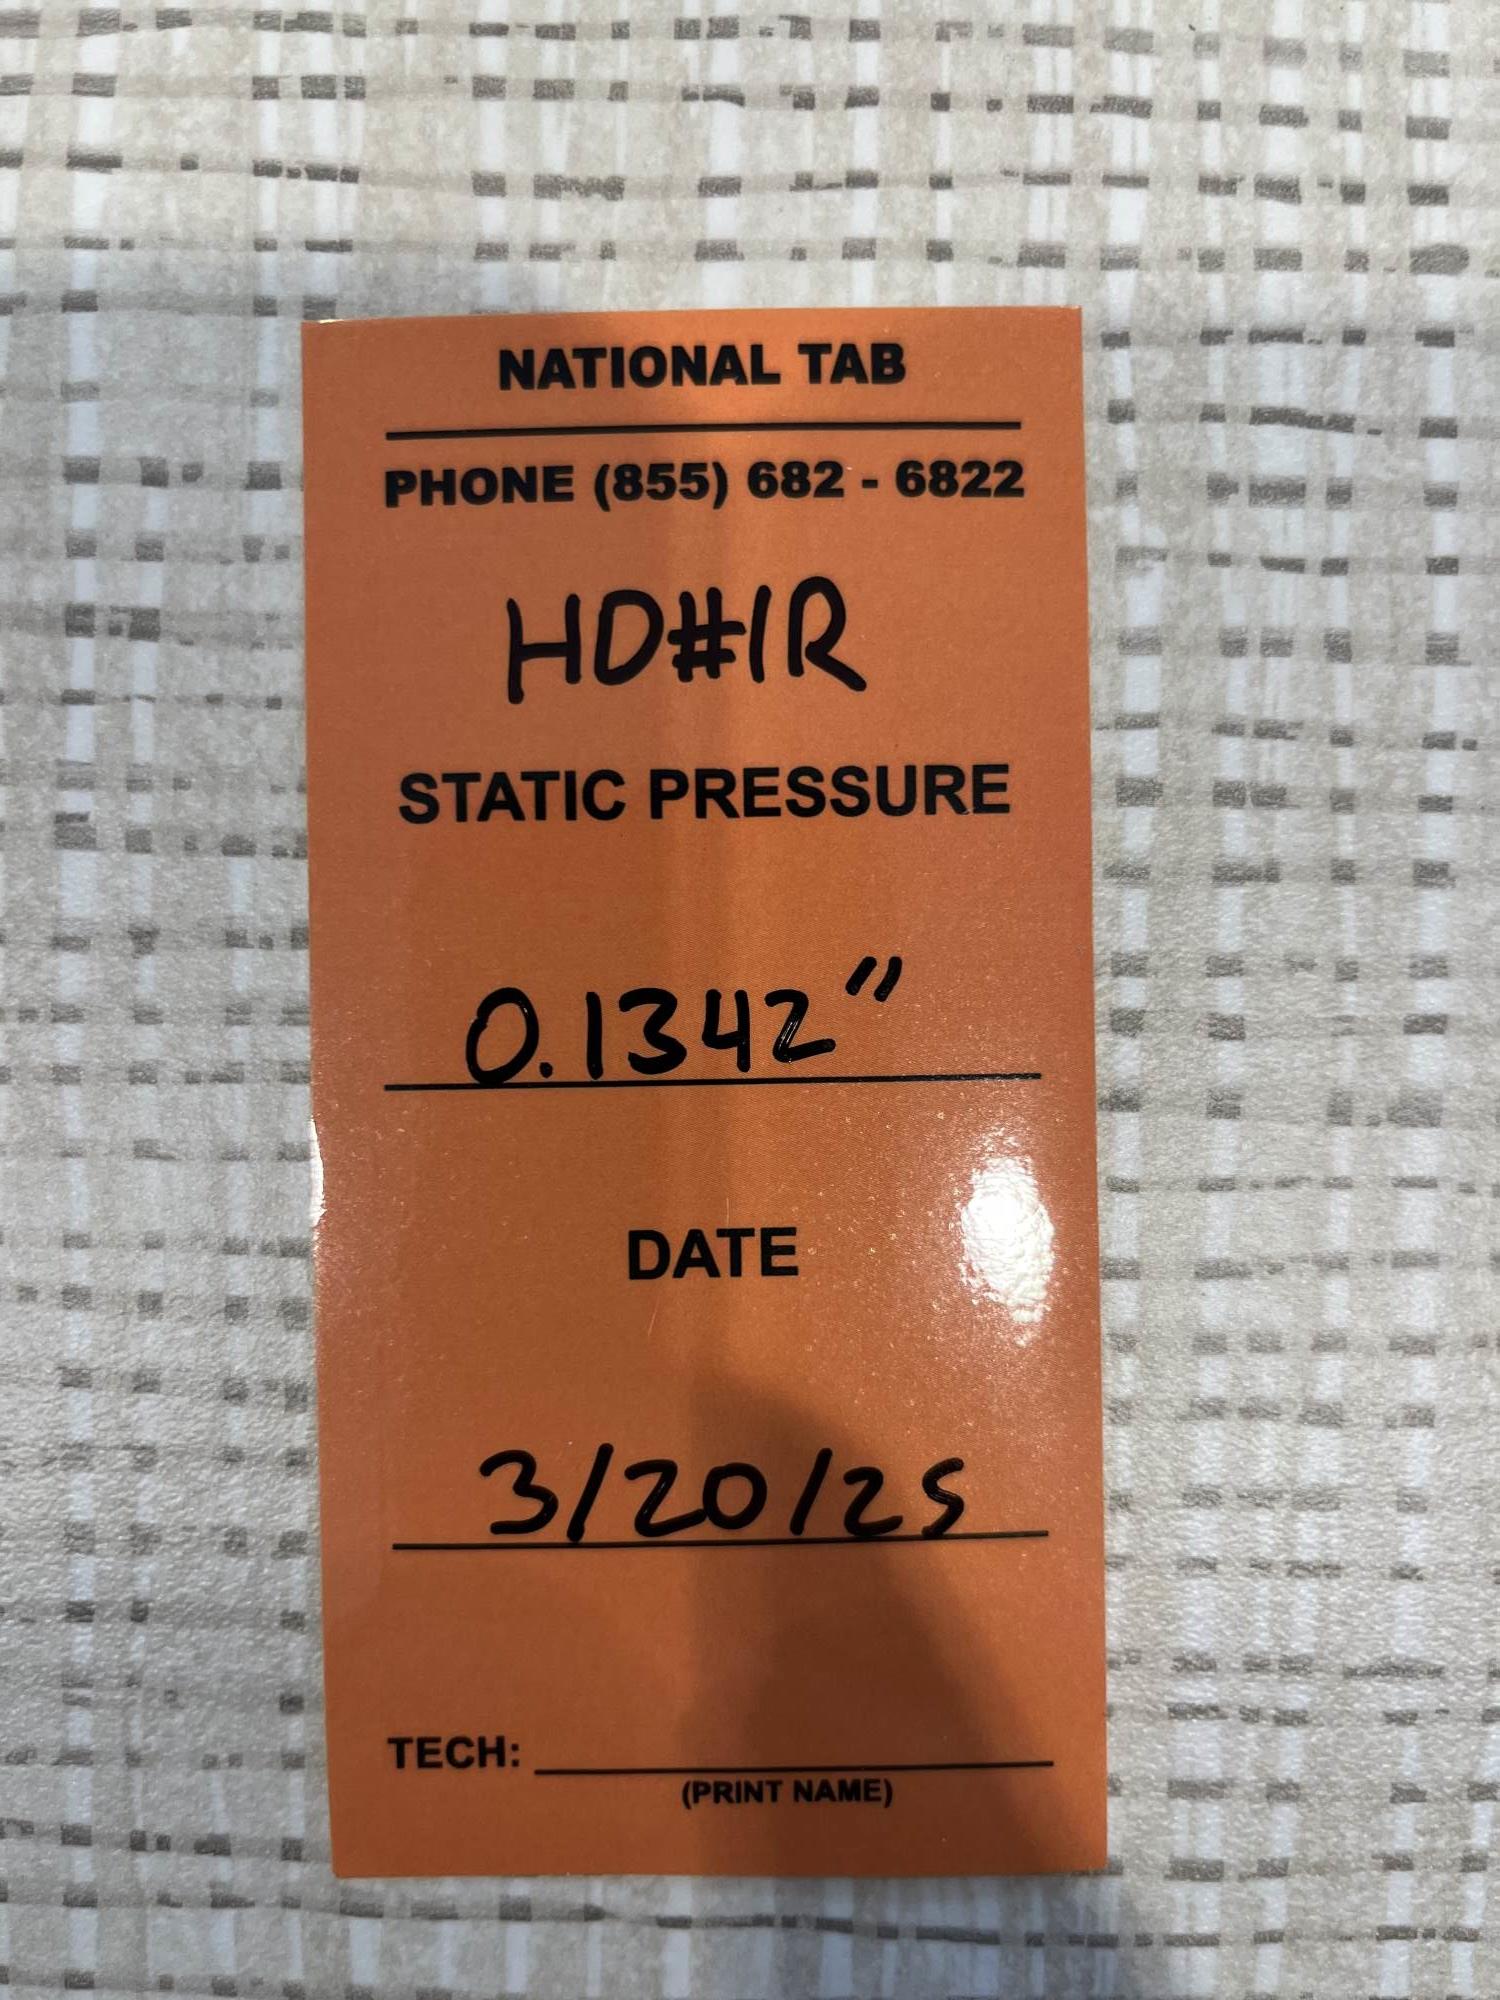 NATIONAL TAB
PHONE (855) 682 - 6822
HD#1R
STATIC PRESSURE
0.1342"
DATE
3/20/25
TECH:
(PRINT NAME)